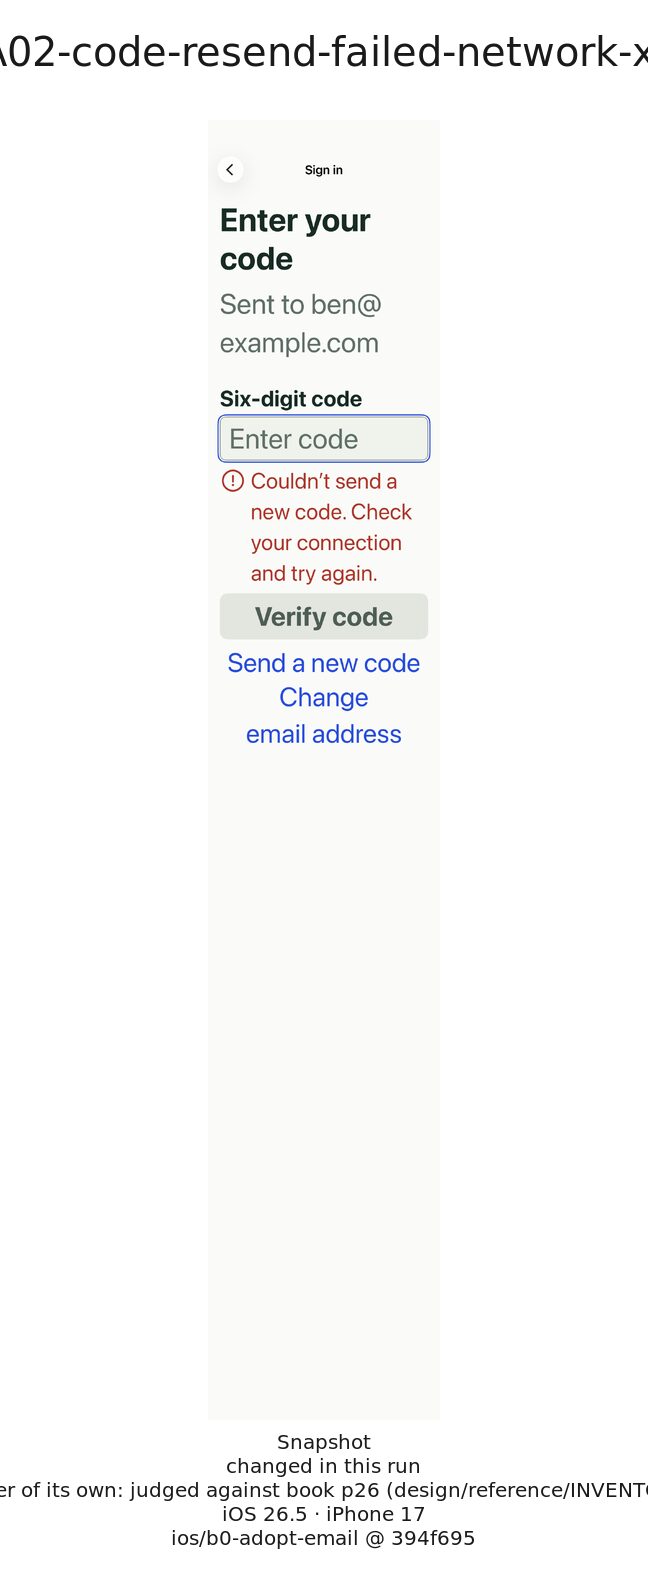 A02-code-resend-failed-network-x
Sign in
Enter your
code
Sent to ben@
example.com
Six-digit code
Enter code
Couldn’t send a
new code. Check
your connection
and try again.
Verify code
Send a new code
Change
email address
Snapshot
changed in this run
er of its own: judged against book p26 (design/reference/INVENTO
iOS 26.5 · iPhone 17
ios/b0-adopt-email @ 394f695